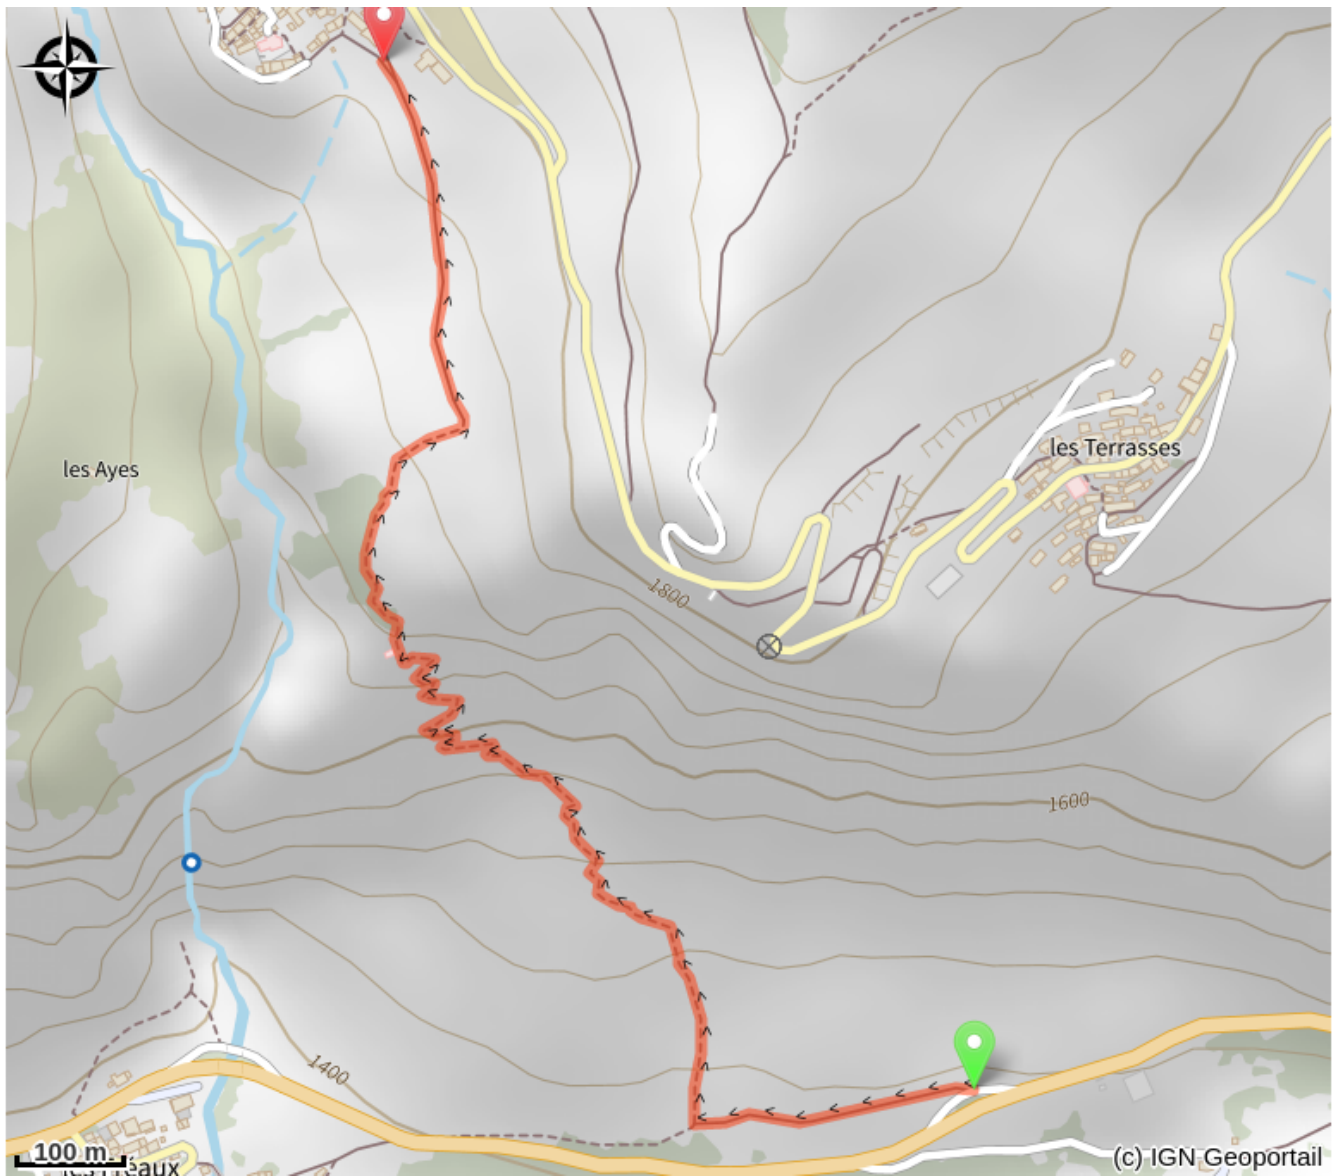 les Ayes
les Terrasses
1800
1600
1400
100 m
(c) IGN Geoportail